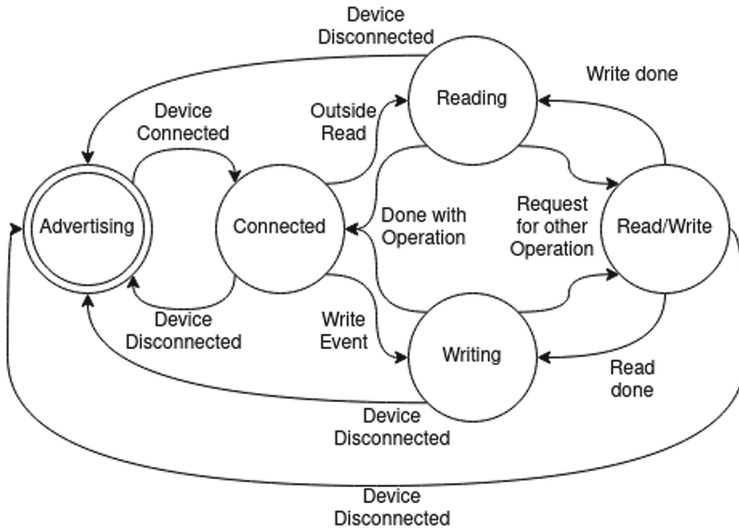 Device
Disconnected
Reading
Write done
Device
Connected
Outside
Read
Advertising
Connected
Done with
Operation
Request
for other
Operation
Read/Write
Device
Disconnected
Write
Event
Writing
Read
done
Device
Disconnected
Device
Disconnected